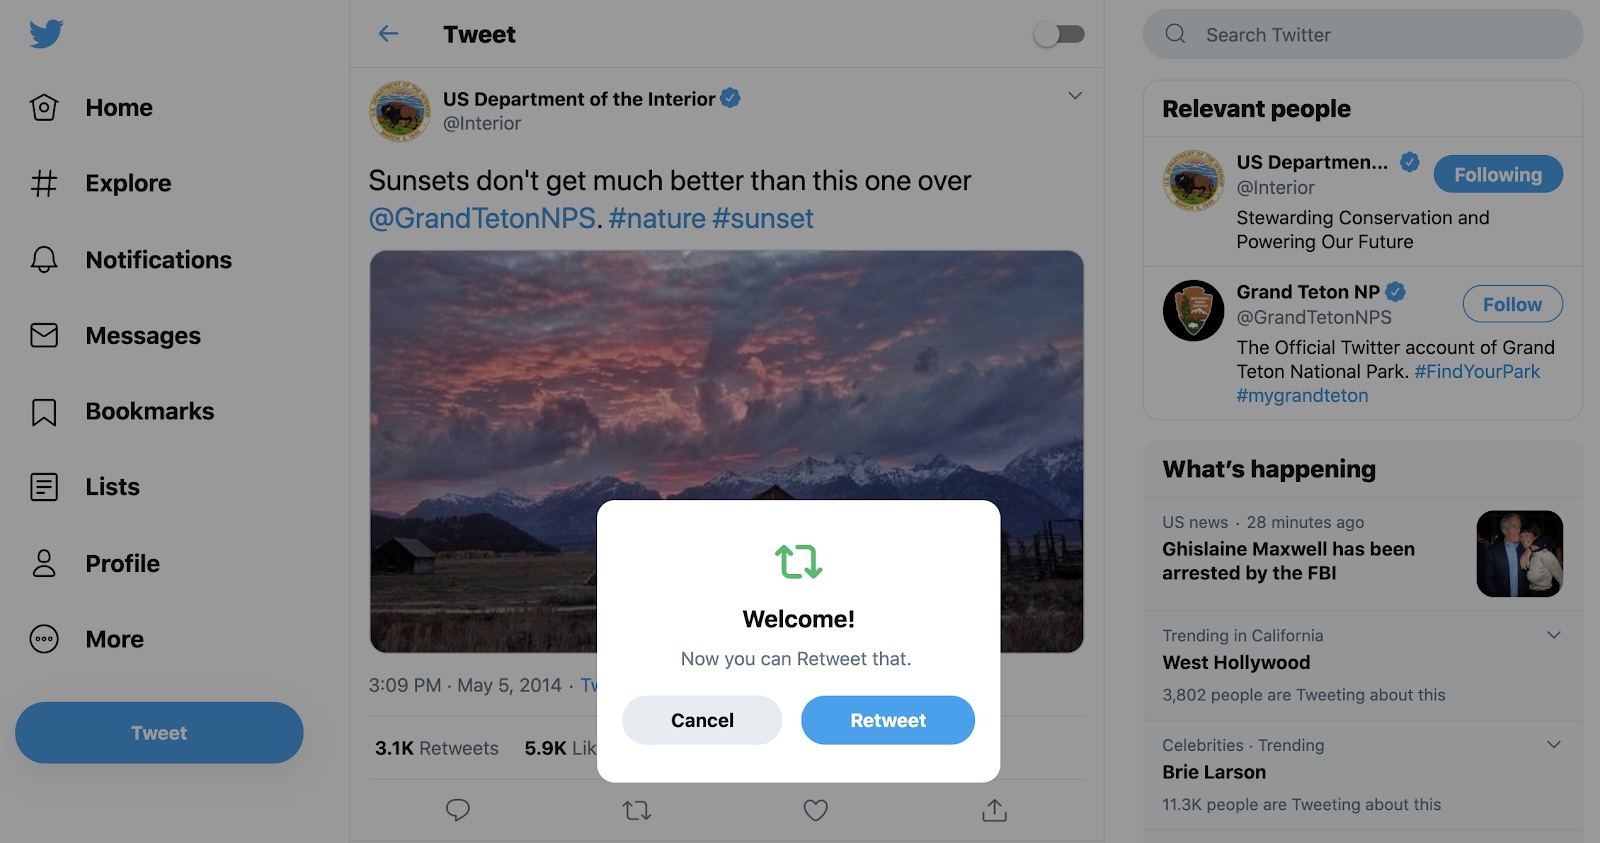 Home
Explore
Notifications
Messages
Bookmarks
Lists
Profile
More
Tweet
Tweet
US Department of the Interior
@Interior
Sunsets don't get much better than this one over
@GrandTetonNPS. #nature #sunset
3:09 PM · May 5, 2014 · Tw
3.1K Retweets 5.9K Lik
Welcome!
Now you can Retweet that.
Cancel
Retweet
Search Twitter
Relevant people
US Departmen...
@Interior
Following
Stewarding Conservation and
Powering Our Future
Grand Teton NP
@GrandTetonNPS
Follow
The Official Twitter account of Grand
Teton National Park. #FindYourPark
#mygrandteton
What's happening
US news · 28 minutes ago
Ghislaine Maxwell has been
arrested by the FBI
Trending in California
West Hollywood
3,802 people are Tweeting about this
Celebrities · Trending
Brie Larson
11.3K people are Tweeting about this